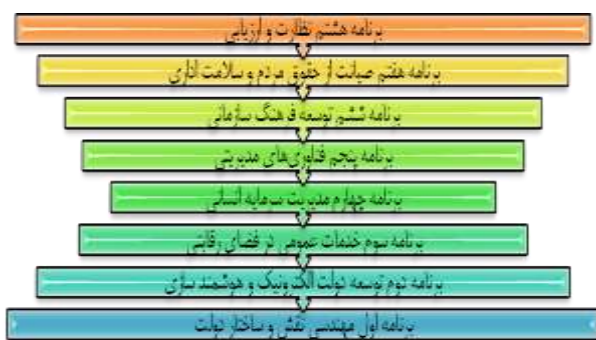 برنامه هشتم نظارت و ارزیابی
برنامه هفتم صیانت از حقوق مردم و سلامت اداری
برنامه ششم توسعه فرهنگ سازمانی
برنامه پنجم فناوری‌های مدیریتی
برنامه چهارم مدیریت سرمایه انسانی
برنامه سوم خدمات عمومی در فضای رقابتی
برنامه دوم توسعه دولت الکترونیک و هوشمند سازی
برنامه اول مهندسی نقش و ساختار دولت